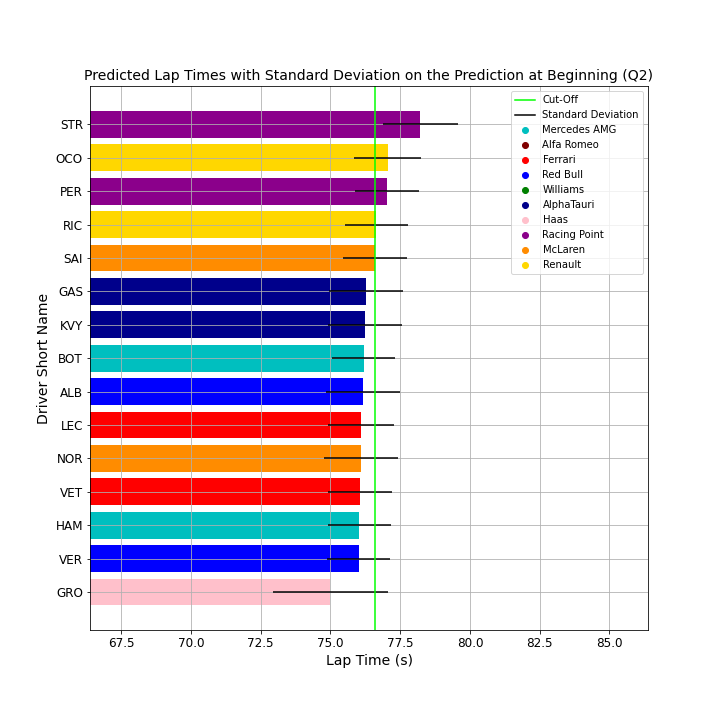 Predicted Lap Times with Standard Deviation on the Prediction at Beginning (Q2)
Cut-Off
Standard Deviation
Mercedes AMG
Alfa Romeo
Ferrari
Red Bull
Williams
AlphaTauri
Haas
Racing Point
McLaren
Renault
Driver Short Name
STR
OCO
PER
RIC
SAI
GAS
KVY
BOT
ALB
LEC
NOR
VET
HAM
VER
GRO
67.5 70.0 72.5 75.0 77.5 80.0 82.5 85.0
Lap Time (s)